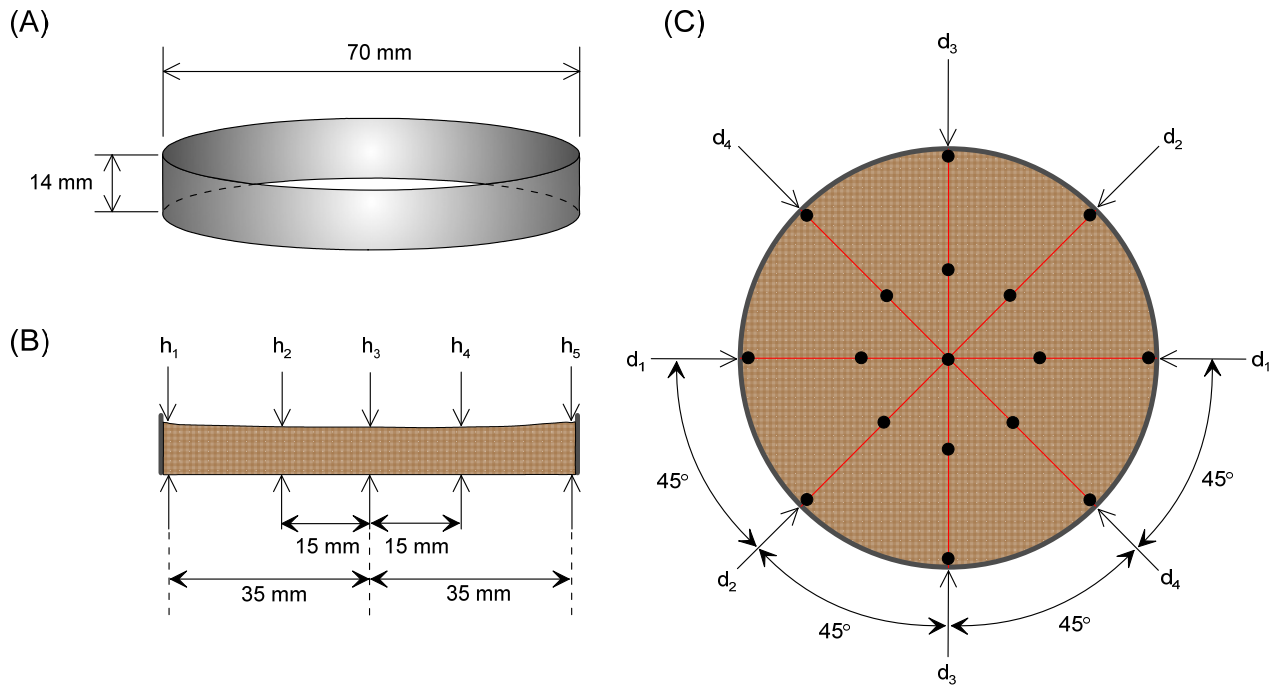 (A)
70 mm
14 mm
(B)
h₁
h₂
h₃
h₄
h₅
15 mm
15 mm
35 mm
35 mm
(C)
d₃
d₄
d₂
d₁
d₁
45°
45°
d₂
d₄
45°
45°
d₃